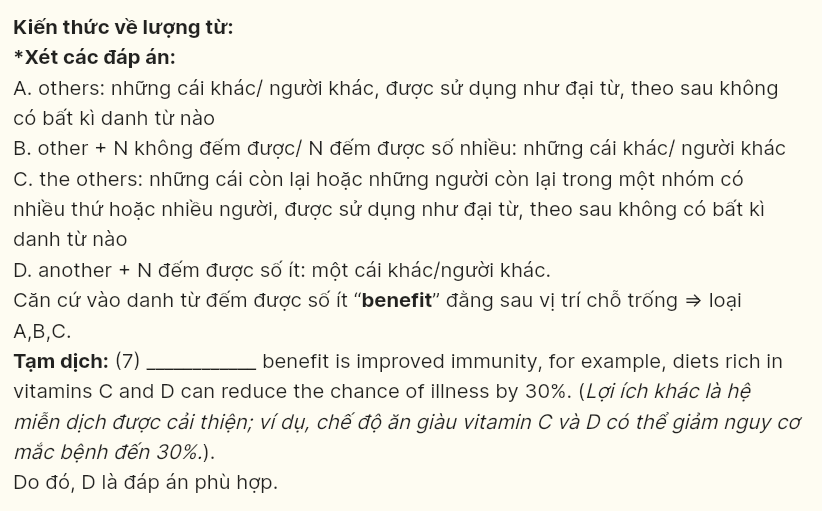 Kiến thức về lượng từ:
*Xét các đáp án:
A. others: những cái khác/ người khác, được sử dụng như đại từ, theo sau không
có bất kì danh từ nào
B. other + N không đếm được/ N đếm được số nhiều: những cái khác/ người khác
C. the others: những cái còn lại hoặc những người còn lại trong một nhóm có
nhiều thứ hoặc nhiều người, được sử dụng như đại từ, theo sau không có bất kì
danh từ nào
D. another + N đếm được số ít: một cái khác/người khác.
Căn cứ vào danh từ đếm được số ít “benefit” đằng sau vị trí chỗ trống ⇒ loại
A,B,C.
Tạm dịch: (7) ____________ benefit is improved immunity, for example, diets rich in
vitamins C and D can reduce the chance of illness by 30%. (Lợi ích khác là hệ
miễn dịch được cải thiện; ví dụ, chế độ ăn giàu vitamin C và D có thể giảm nguy cơ
mắc bệnh đến 30%.).
Do đó, D là đáp án phù hợp.